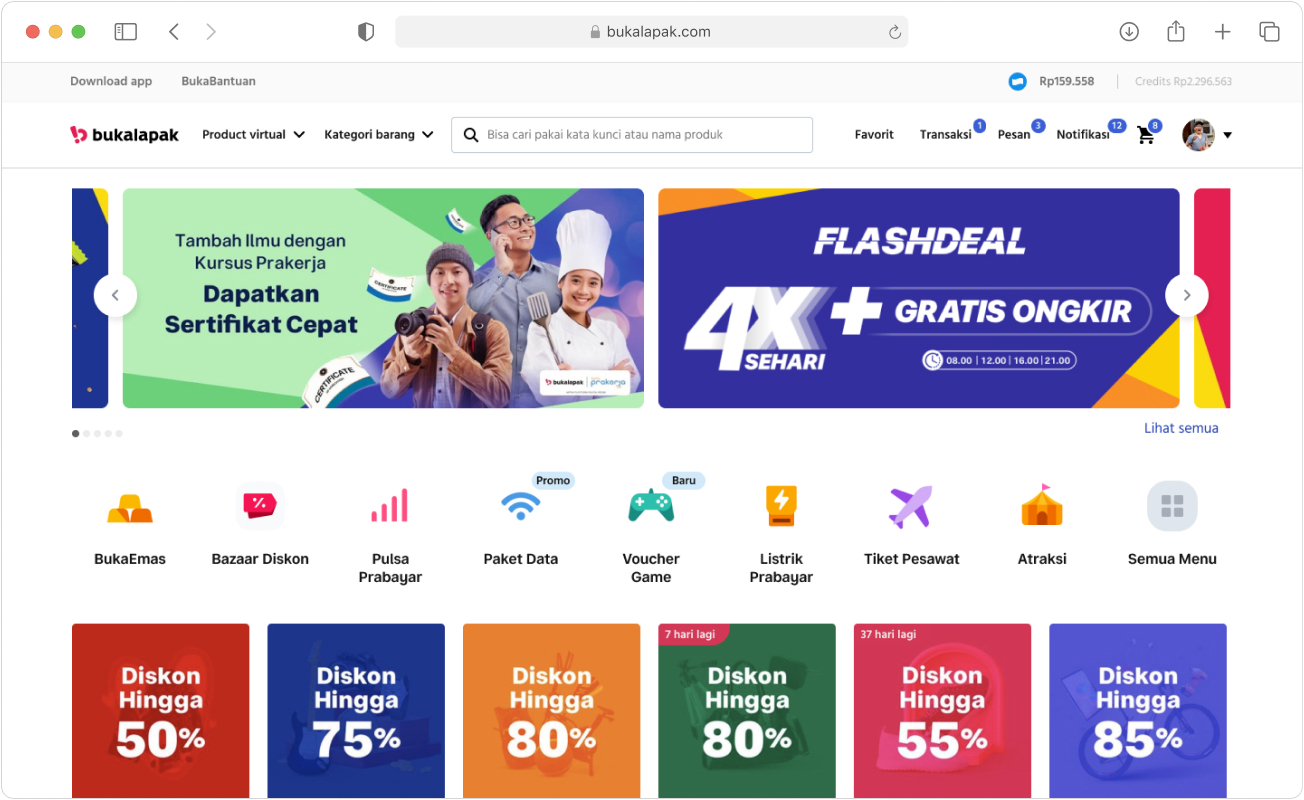 bukalapak.com
Download app
BukaBantuan
Rp159.558
Credits Rp2.296.563
bukalapak
Product virtual
Kategori barang
Bisa cari pakai kata kunci atau nama produk
Favorit
Transaksi
1
Pesan
3
Notifikasi
12
8
Tambah Ilmu dengan
Kursus Prakerja
Dapatkan
Sertifikat Cepat
CERTIFICATE
CERTIFICATE
bukalapak
prakerja
FLASHDEAL
4X
SEHARI
+ GRATIS ONGKIR
08.00 | 12.00 | 16.00 | 21.00
Lihat semua
Promo
Baru
BukaEmas
Bazaar Diskon
Pulsa
Prabayar
Paket Data
Voucher
Game
Listrik
Prabayar
Tiket Pesawat
Atraksi
Semua Menu
Diskon
Hingga
50%
Diskon
Hingga
75%
Diskon
Hingga
80%
7 hari lagi
Diskon
Hingga
80%
37 hari lagi
Diskon
Hingga
55%
Diskon
Hingga
85%